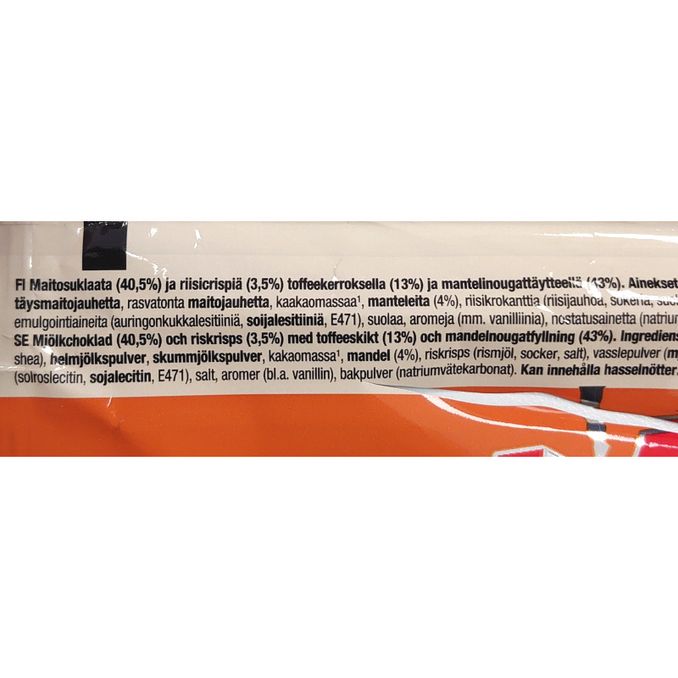 FI Maitosuklaata (40,5%) ja riisicrispiä (3,5%) toffeekerroksella (13%) ja mantelinougattäytteellä (43%). Ainekset
täysmaitojauhetta, rasvatonta maitojauhetta, kaakaomassaa¹, manteleita (4%), riisikrokanttia (riisijauhoa, sokeria,
emulgointiaineita (auringonkukkalesitiiniä, soijalesitiiniä, E471), suolaa, aromeja (mm. vanilliinia), nostatusainetta (natrium
SE Mjölkchoklad (40,5%) och riskrisps (3,5%) med toffeeskikt (13%) och mandelnougatfyllning (43%). Ingrediens
shea), helmjölkspulver, skummjölkspulver, kakaomassa¹, mandel (4%), riskrisps (rismjöl, socker, salt), vasslepulver (m
(solroslecitin, sojalecitin, E471), salt, aromer (bl.a. vanillin), bakpulver (natriumvätekarbonat). Kan innehålla hasselnötter